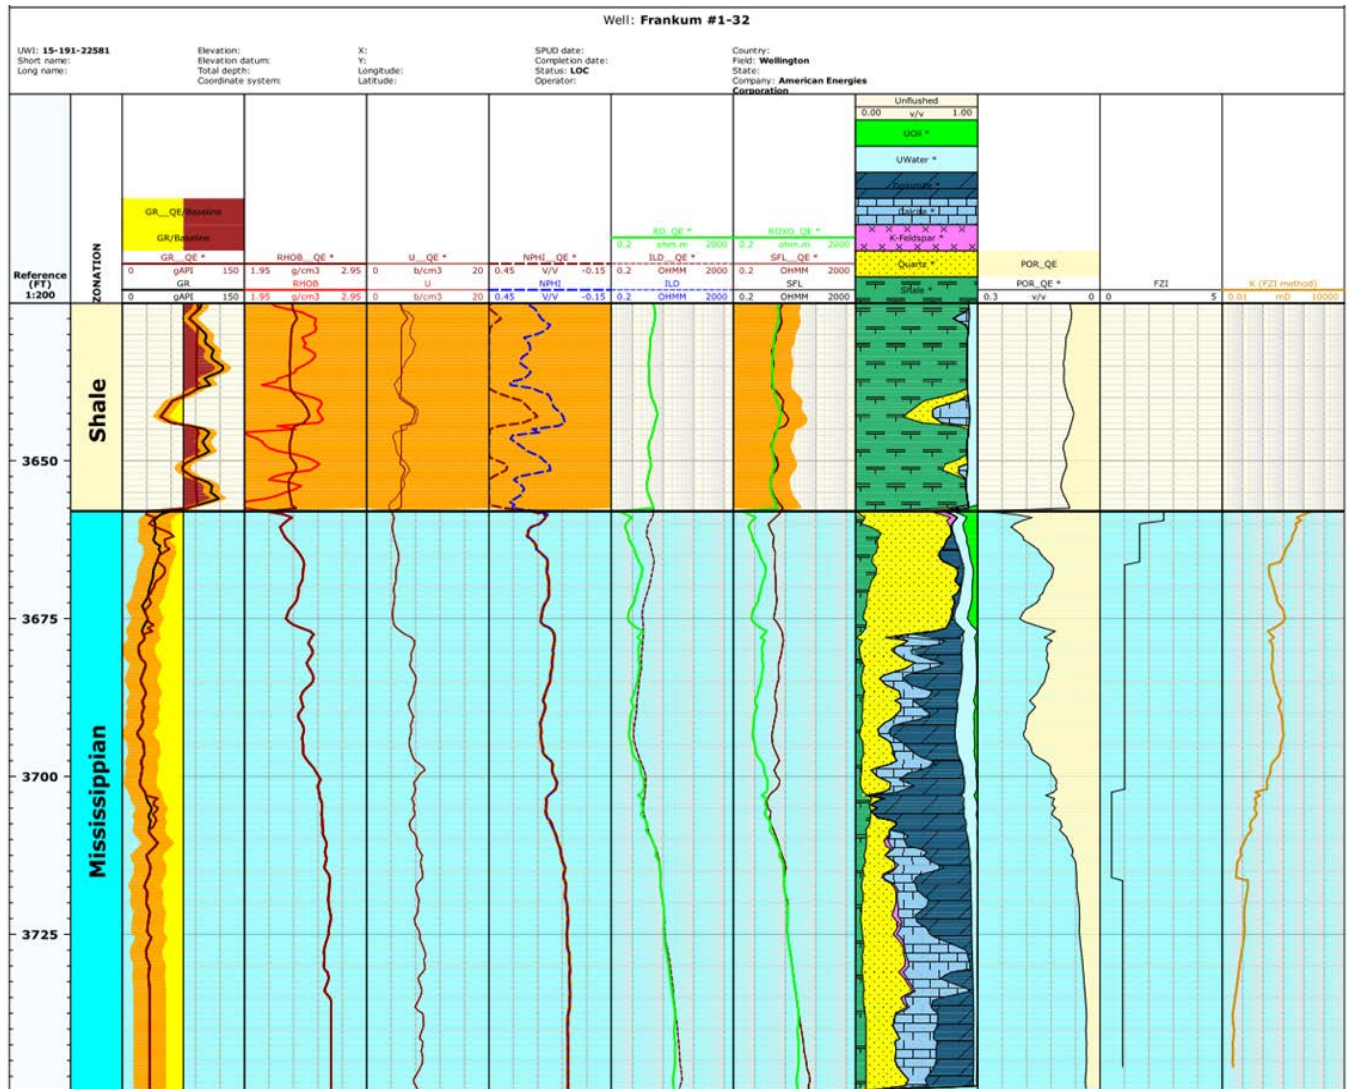 Well: Frankum #1-32
UWI: 15-191-22581
Short name:
Long name:
Elevation:
Elevation datum:
Total depth:
Coordinate system:
X:
Y:
Longitude:
Latitude:
SPUD date:
Completion date:
Status: LOC
Operator:
Country:
Field: Wellington
State:
Company: American Energies
Corporation
Reference
(FT)
1:200
ZONATION
GR__QE/Baseline
GR/Baseline
GR__QE *
0 gAPI 150
GR
0 gAPI 150
RHOB__QE *
1.95 g/cm3 2.95
RHOB
1.95 g/cm3 2.95
U__QE *
0 b/cm3 20
U
0 b/cm3 20
NPHI__QE *
0.45 V/V -0.15
NPHI
0.45 V/V -0.15
RD_QE *
0.2 ohm.m 2000
ILD__QE *
0.2 OHMM 2000
ILD
0.2 OHMM 2000
RDXO_QE *
0.2 ohm.m 2000
SFL__QE *
0.2 OHMM 2000
SFL
0.2 OHMM 2000
Unflushed
0.00 v/v 1.00
UOil *
UWater *
Dolomite *
Calcite *
K-Feldspar *
Quartz *
Shale *
POR_QE
POR_QE *
0.3 v/v 0
FZI
0 5
K (FZI method)
0.01 mD 10000
Shale
Mississippian
3650
3675
3700
3725